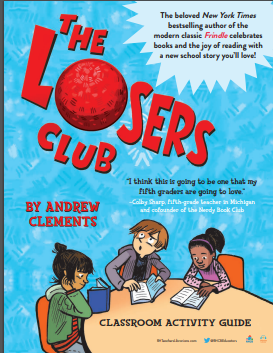 The beloved New York Times
bestselling author of the
modern classic Frindle celebrates
books and the joy of reading with
a new school story you'll love!
THE
LOSERS
CLUB
"I think this is going to be one that my
fifth graders are going to love."
—Colby Sharp, fifth-grade teacher in Michigan
and cofounder of the Nerdy Book Club
BY ANDREW
CLEMENTS
CLASSROOM ACTIVITY GUIDE